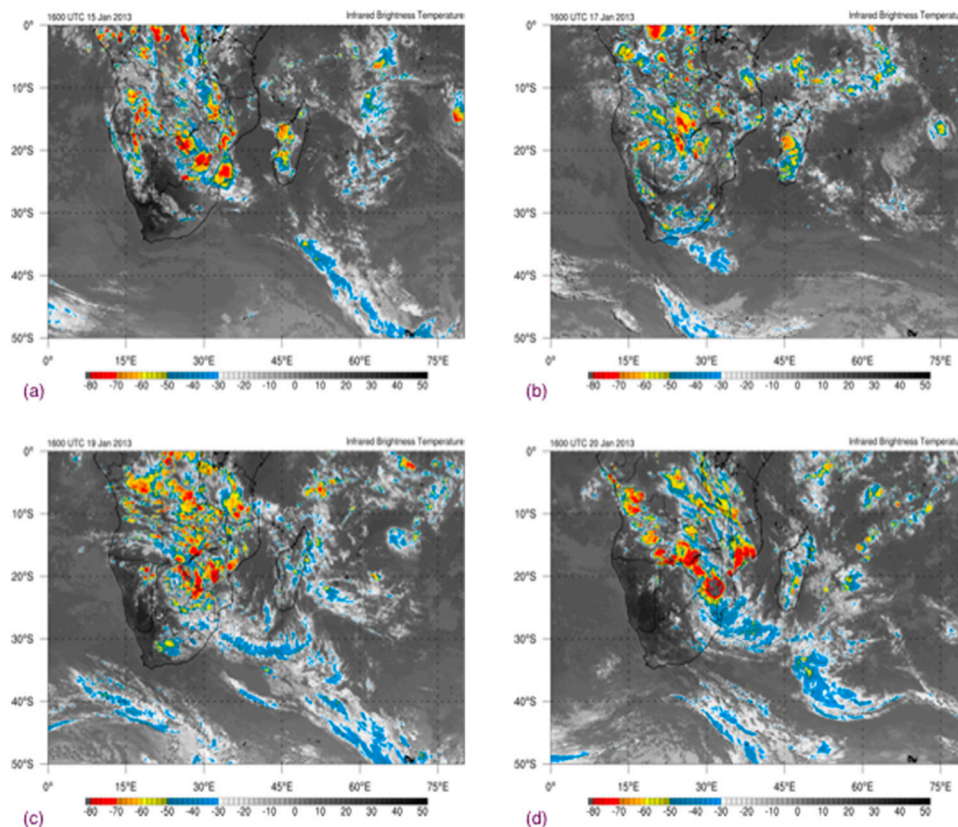 1600 UTC 15 Jan 2013 Infrared Brightness Temperature
0°
10°S
20°S
30°S
40°S
50°S
0° 15°E 30°E 45°E 60°E 75°E
-80 -70 -60 -50 -40 -30 -20 -10 0 10 20 30 40 50
(a)
1600 UTC 17 Jan 2013 Infrared Brightness Temperature
0°
10°S
20°S
30°S
40°S
50°S
0° 15°E 30°E 45°E 60°E 75°E
-80 -70 -60 -50 -40 -30 -20 -10 0 10 20 30 40 50
(b)
1600 UTC 19 Jan 2013 Infrared Brightness Temperature
0°
10°S
20°S
30°S
40°S
50°S
0° 15°E 30°E 45°E 60°E 75°E
-80 -70 -60 -50 -40 -30 -20 -10 0 10 20 30 40 50
(c)
1600 UTC 20 Jan 2013 Infrared Brightness Temperature
0°
10°S
20°S
30°S
40°S
50°S
0° 15°E 30°E 45°E 60°E 75°E
-80 -70 -60 -50 -40 -30 -20 -10 0 10 20 30 40 50
(d)